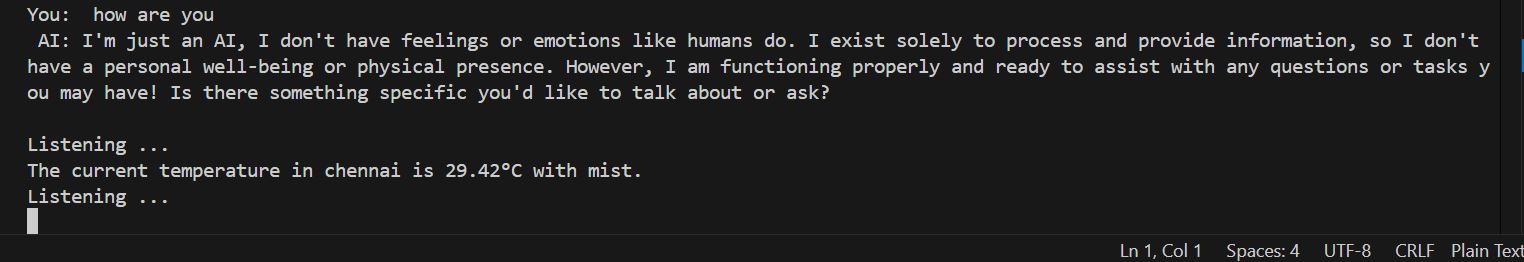 You:  how are you
 AI: I'm just an AI, I don't have feelings or emotions like humans do. I exist solely to process and provide information, so I don't
have a personal well-being or physical presence. However, I am functioning properly and ready to assist with any questions or tasks y
ou may have! Is there something specific you'd like to talk about or ask?

Listening ...
The current temperature in chennai is 29.42°C with mist.
Listening ...
Ln 1, Col 1 Spaces: 4 UTF-8 CRLF Plain Text